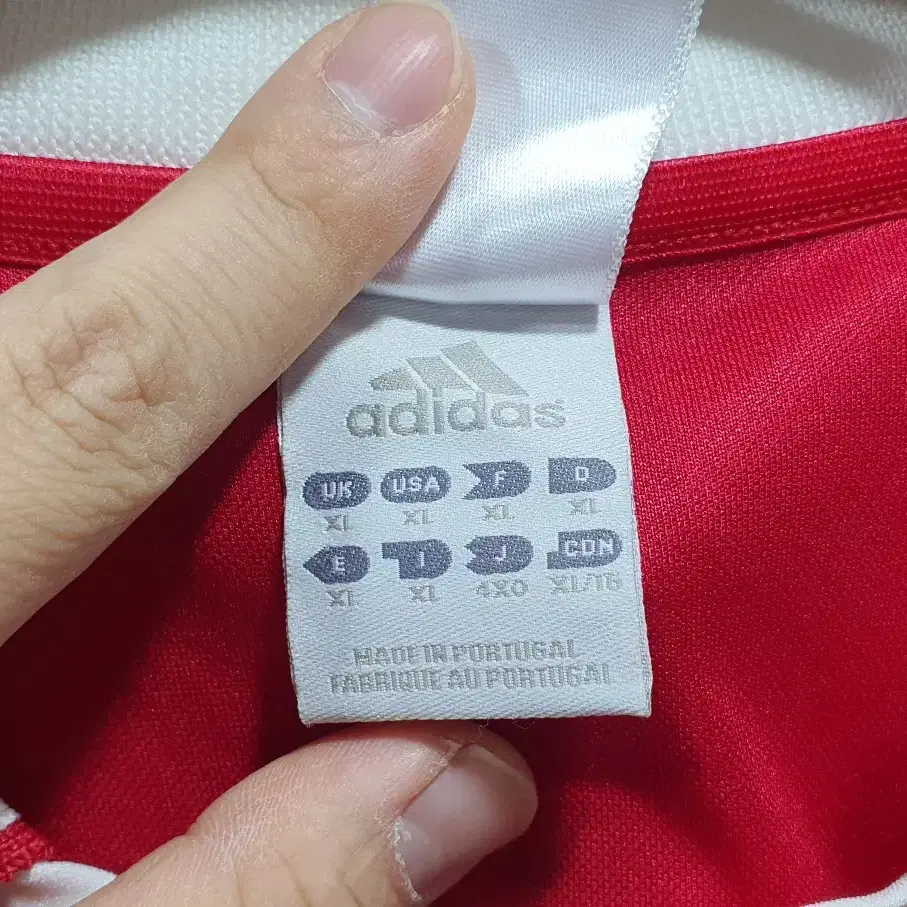 adidas
UK USA F D
XL XL XL XL
E I J CDN
XL XL 4XO XL/TG
MADE IN PORTUGAL
FABRIQUE AU PORTUGAL